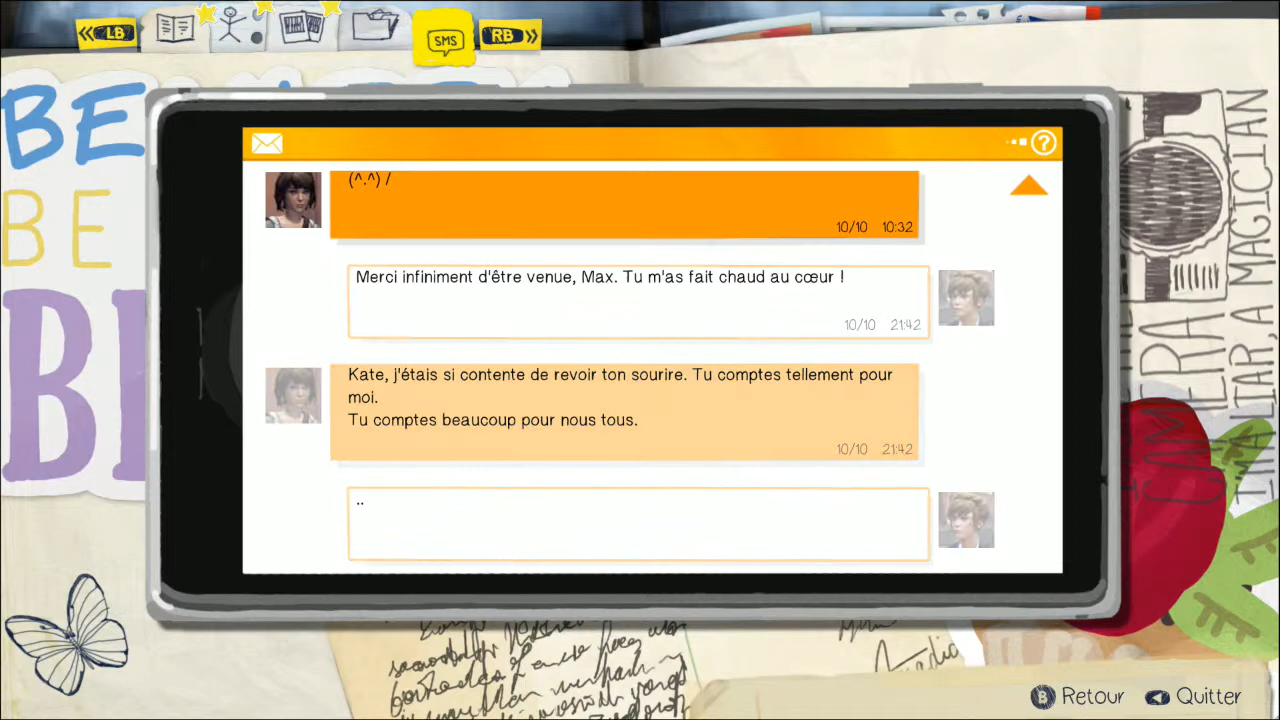 LB
SMS
RB
BE
BE
(^.^) /
10/10 10:32
Merci infiniment d'être venue, Max. Tu m'as fait chaud au cœur !
10/10 21:42
Kate, j'étais si contente de revoir ton sourire. Tu comptes tellement pour
moi.
Tu comptes beaucoup pour nous tous.
10/10 21:42
..
CAMERA
LIAR, A MAGICIAN
B Retour
Quitter